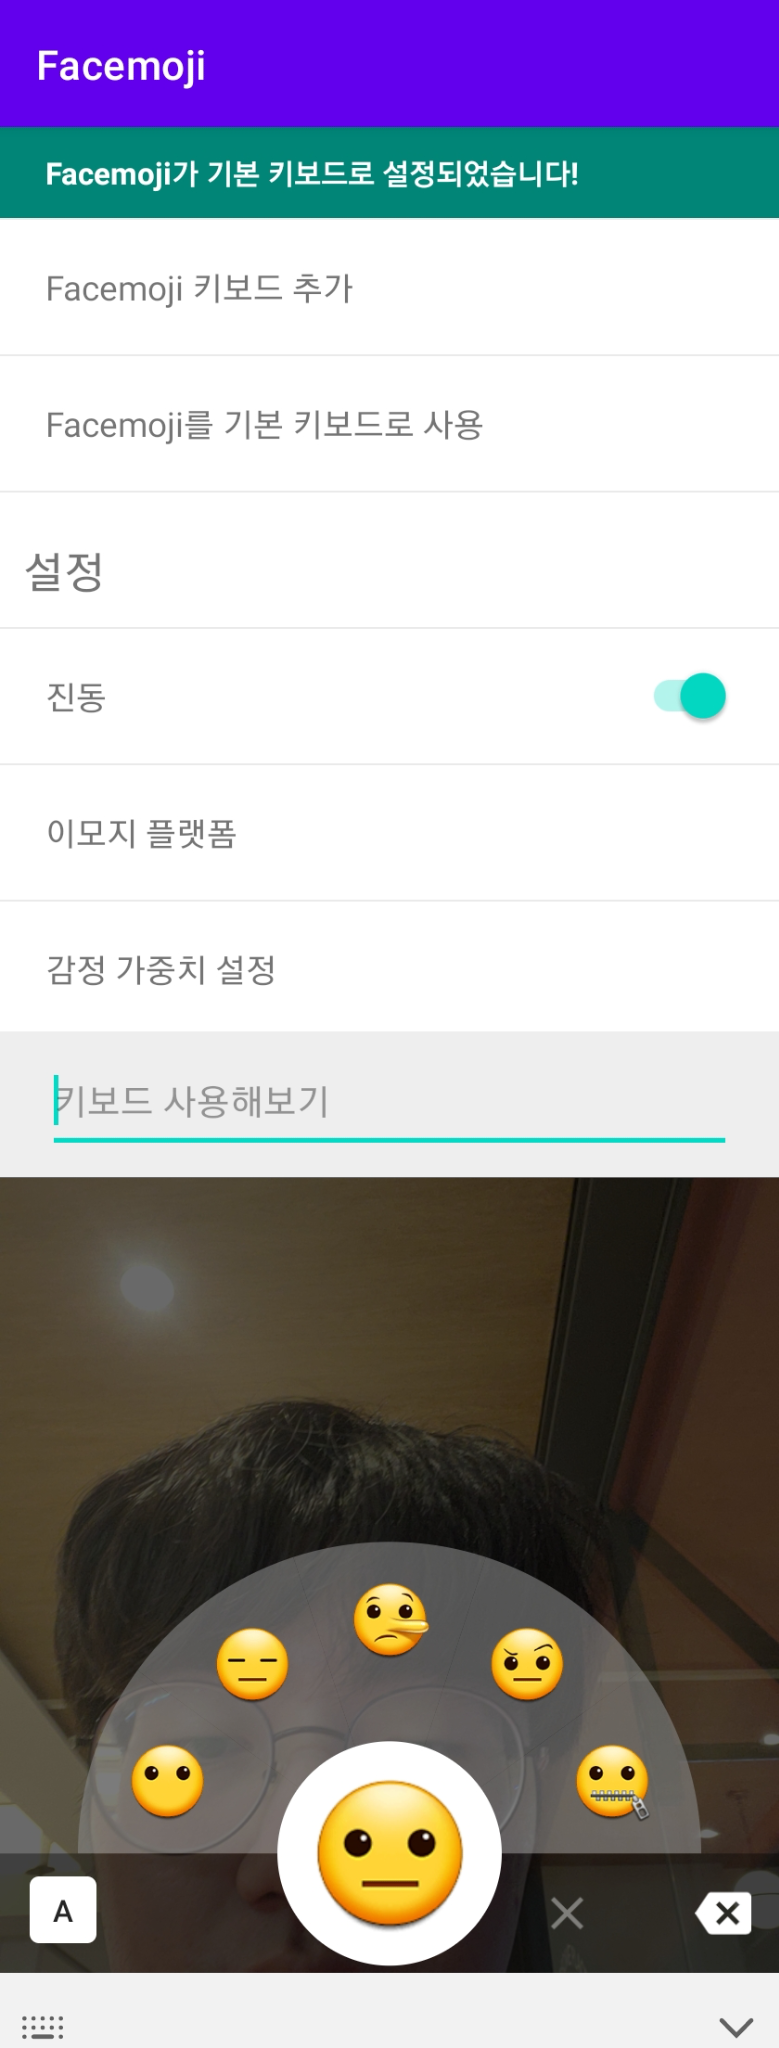 Facemoji
Facemoji가 기본 키보드로 설정되었습니다!
Facemoji 키보드 추가
Facemoji를 기본 키보드로 사용
설정
진동
이모지 플랫폼
감정 가중치 설정
키보드 사용해보기
A